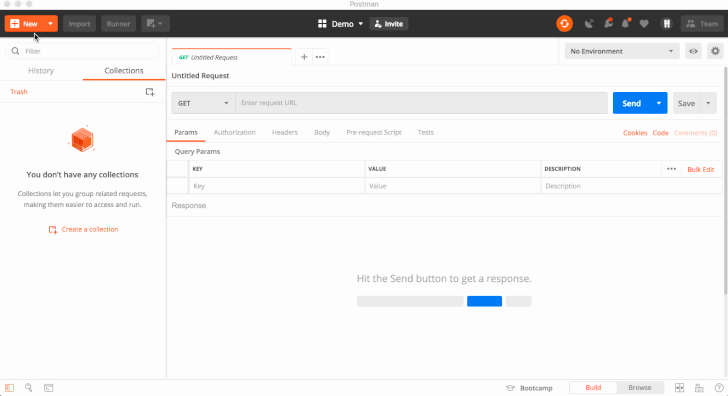 Postman
New
Import
Runner
Demo
Invite
Team
Filter
History
Collections
Trash
You don't have any collections
Collections let you group related requests,
making them easier to access and run.
Create a collection
GET Untitled Request
No Environment
Untitled Request
GET
Enter request URL
Send
Save
Params
Authorization
Headers
Body
Pre-request Script
Tests
Cookies
Code
Comments (0)
Query Params
KEY
VALUE
DESCRIPTION
Bulk Edit
Key
Value
Description
Response
Hit the Send button to get a response.
Bootcamp
Build
Browse